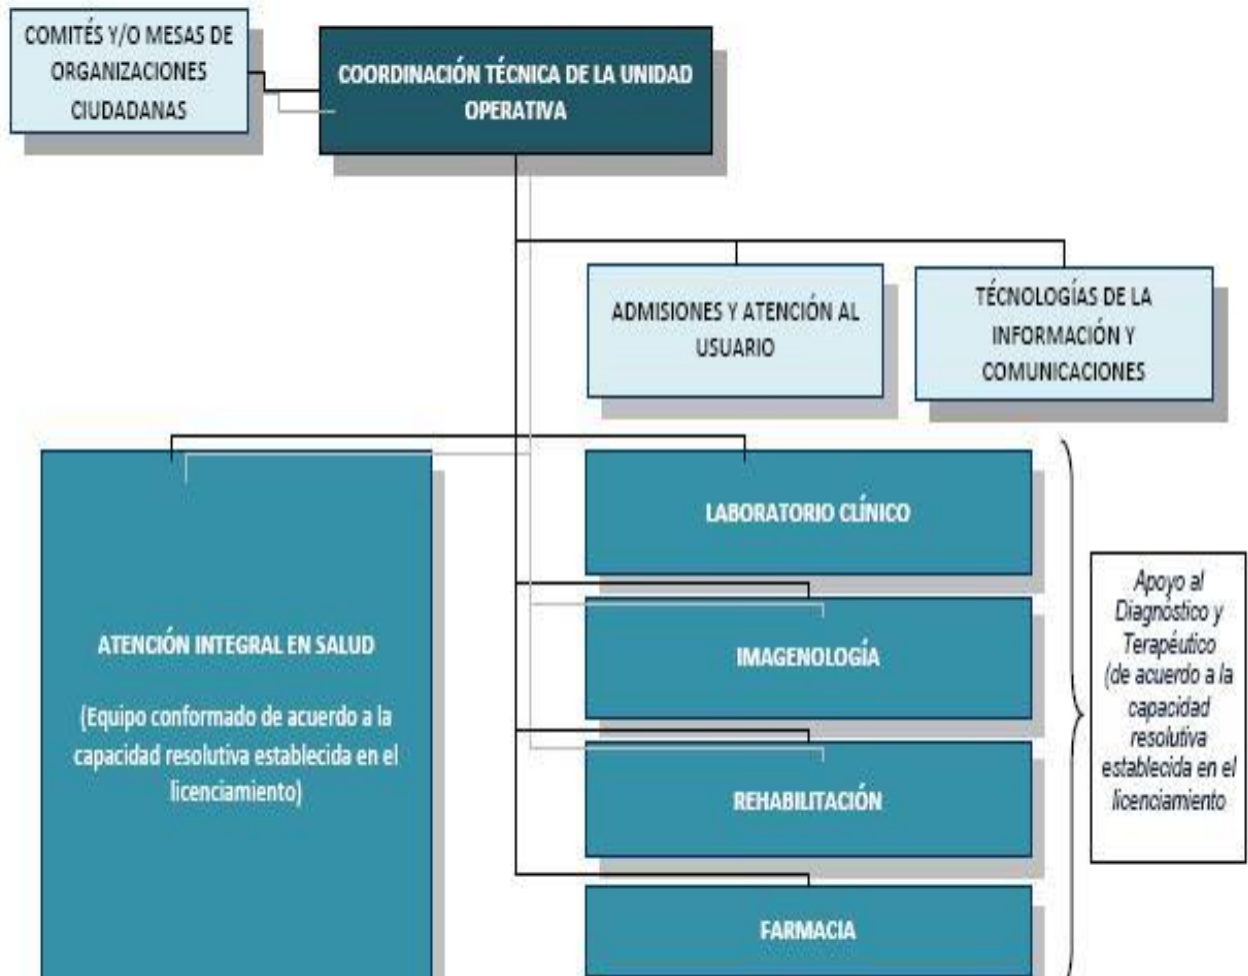 COMITÉS Y/O MESAS DE
ORGANIZACIONES
CIUDADANAS
COORDINACIÓN TÉCNICA DE LA UNIDAD
OPERATIVA
ADMISIONES Y ATENCIÓN AL
USUARIO
TÉCNOLOGÍAS DE LA
INFORMACIÓN Y
COMUNICACIONES
ATENCIÓN INTEGRAL EN SALUD
(Equipo conformado de acuerdo a la
capacidad resolutiva establecida en el
licenciamiento)
LABORATORIO CLÍNICO
IMAGENOLOGÍA
REHABILITACIÓN
FARMACIA
Apoyo al
Diagnóstico y
Terapéutico
(de acuerdo a la
capacidad
resolutiva
establecida en el
licenciamiento